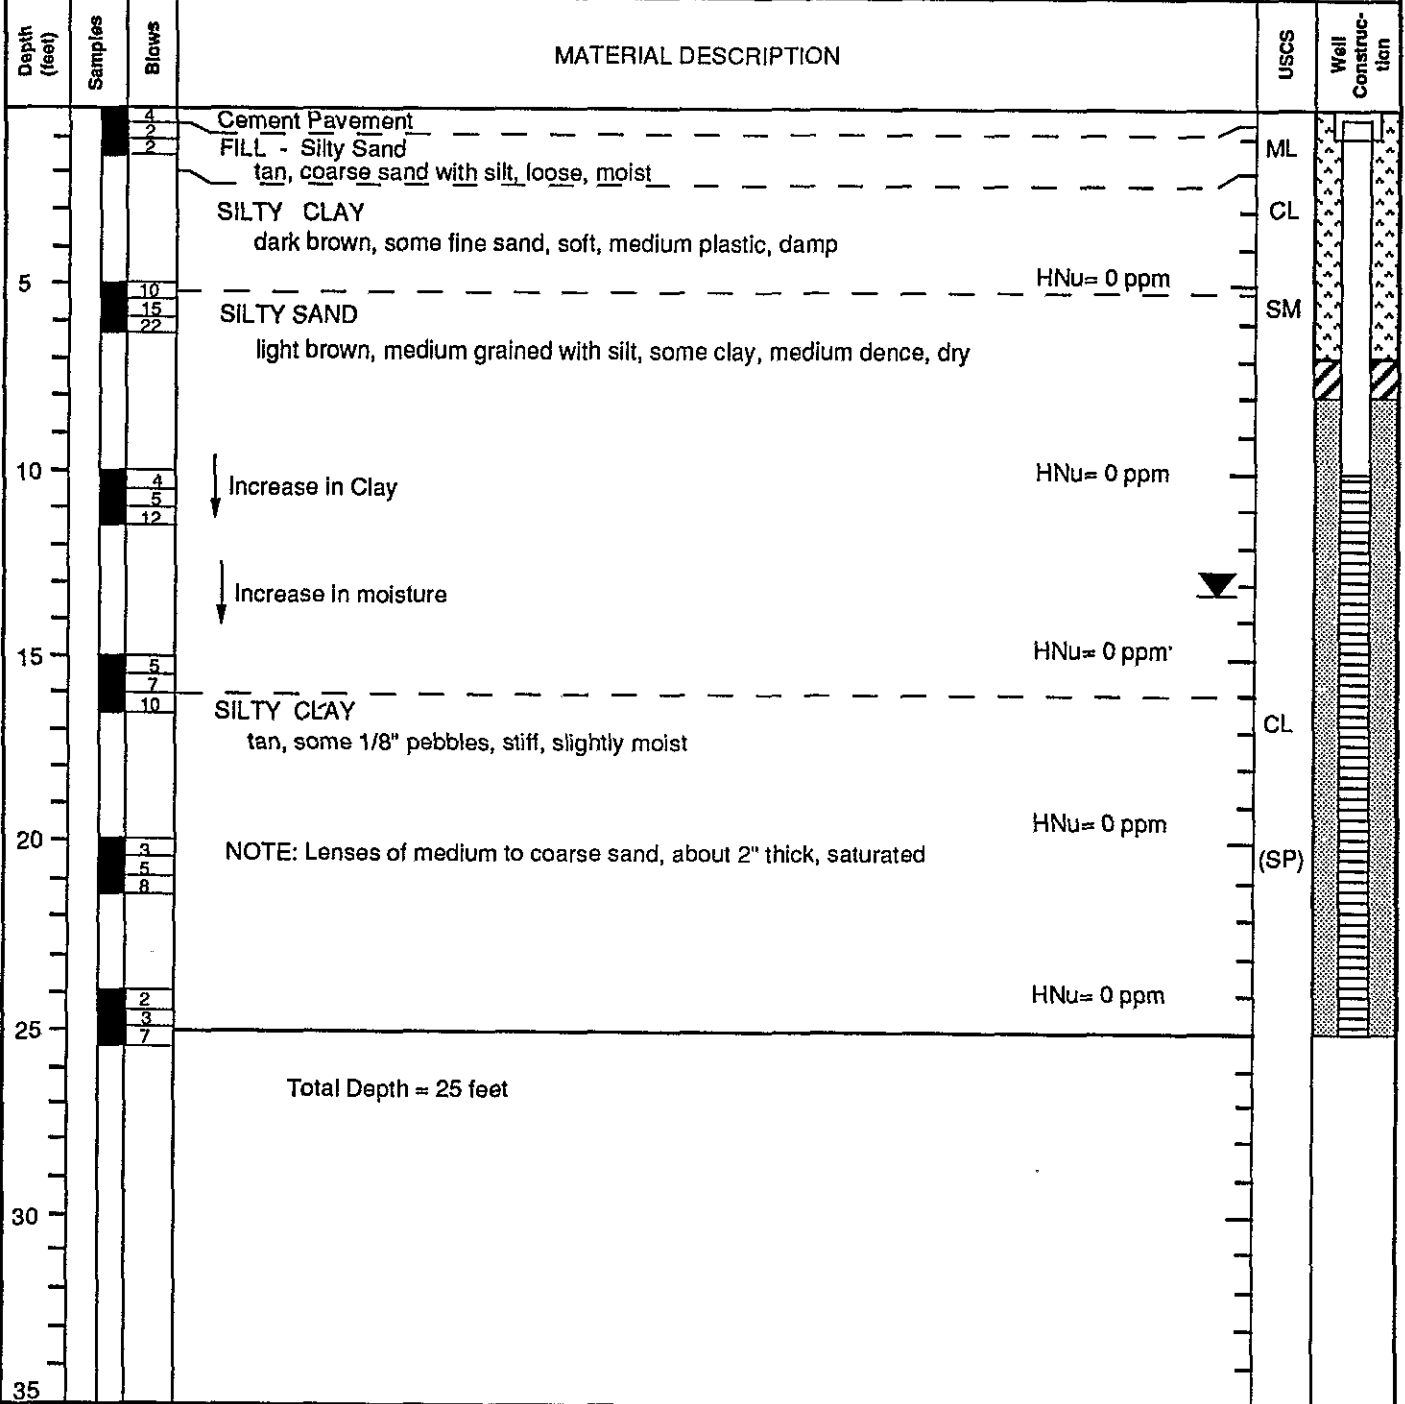 Depth (feet)
Samples
Blows
MATERIAL DESCRIPTION
USCS
Well Construc-tion
4
Cement Pavement
2
2
FILL - Silty Sand
ML
tan, coarse sand with silt, loose, moist
SILTY CLAY
CL
dark brown, some fine sand, soft, medium plastic, damp
5
HNu= 0 ppm
10
15
SILTY SAND
SM
22
light brown, medium grained with silt, some clay, medium dence, dry
10
HNu= 0 ppm
4
Increase in Clay
5
12
Increase in moisture
15
HNu= 0 ppm
5
7
10
SILTY CLAY
CL
tan, some 1/8" pebbles, stiff, slightly moist
HNu= 0 ppm
20
3
NOTE: Lenses of medium to coarse sand, about 2" thick, saturated
(SP)
5
8
HNu= 0 ppm
2
3
25
7
Total Depth = 25 feet
30
35